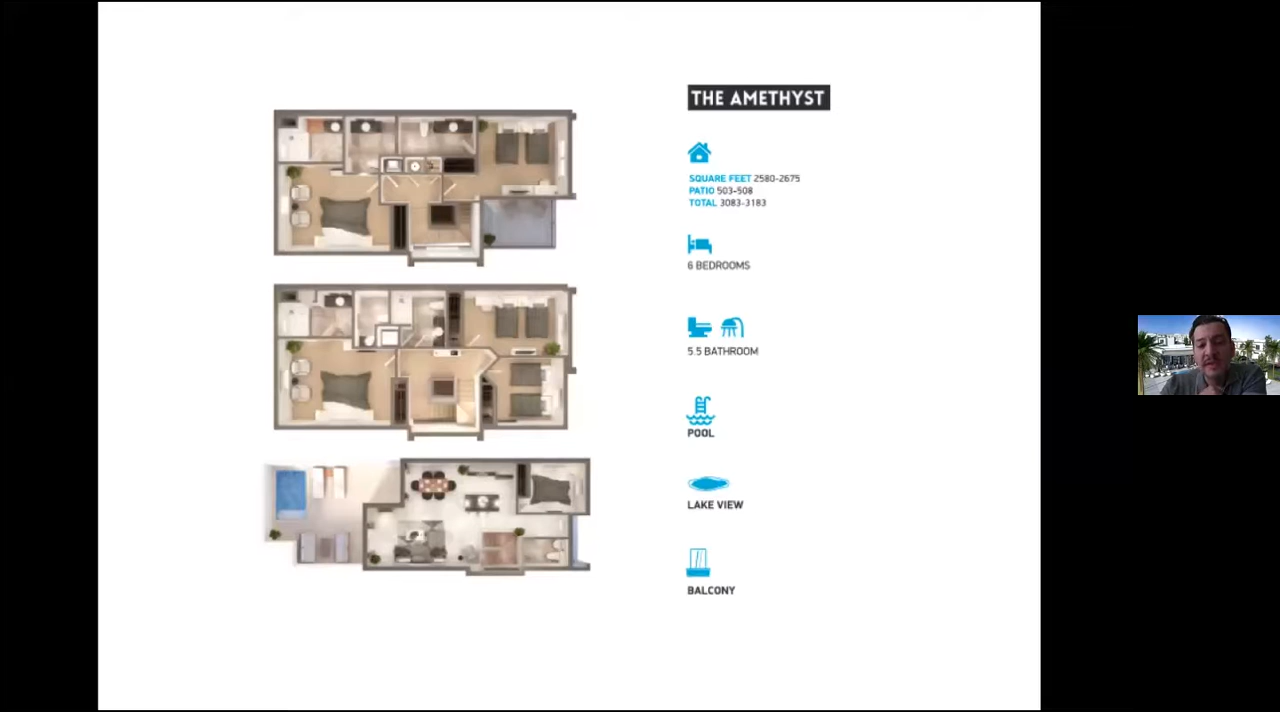 THE AMETHYST
SQUARE FEET 2580-2675
PATIO 503-508
TOTAL 3083-3183
6 BEDROOMS
5.5 BATHROOM
POOL
LAKE VIEW
BALCONY